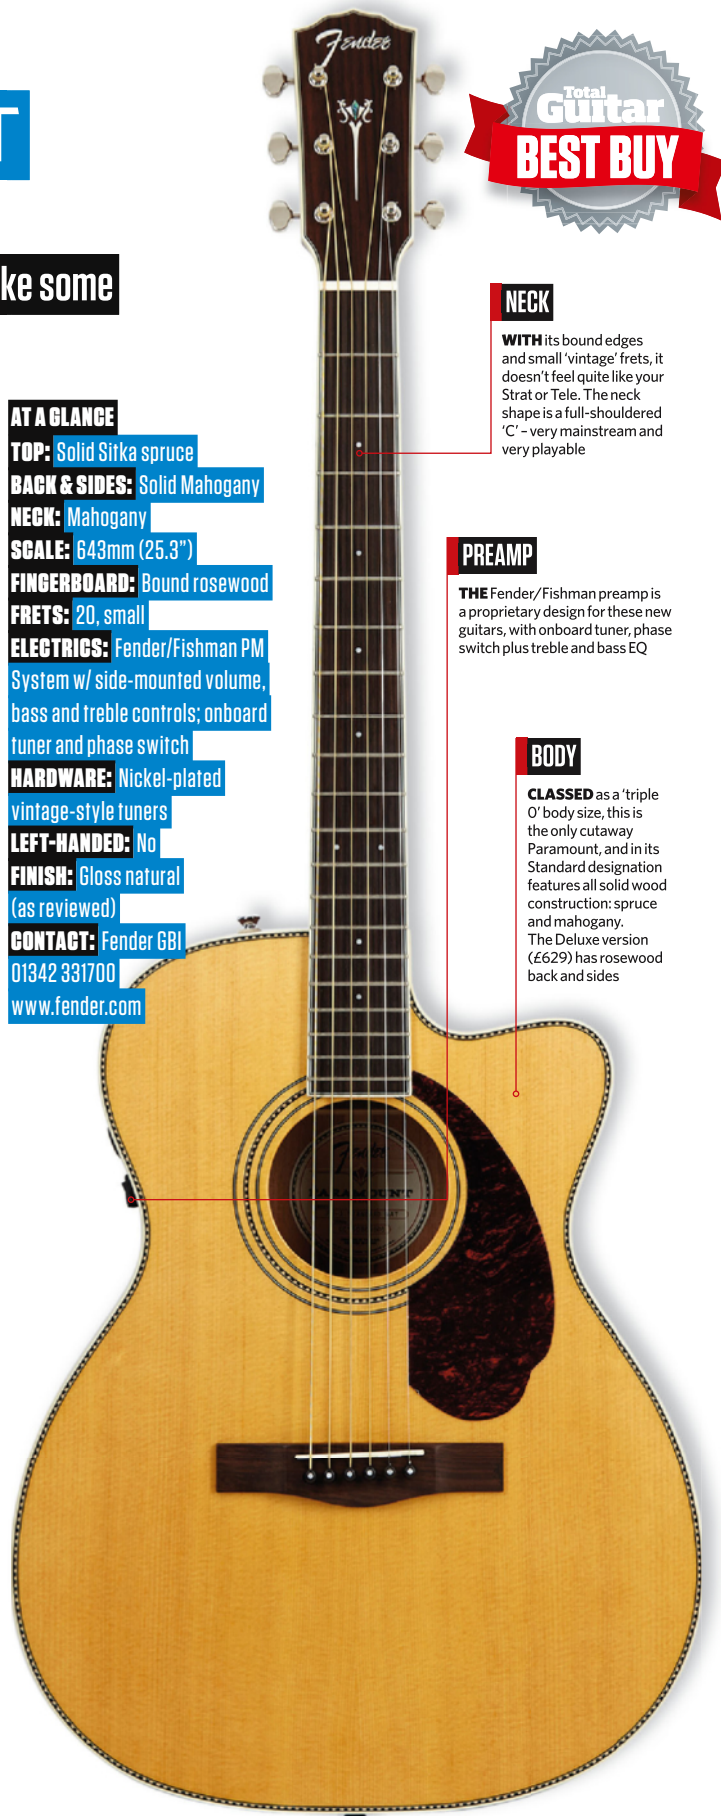 Fender
Total
Guitar
BEST BUY
T
ke some
NECK
WITH its bound edges
and small ‘vintage’ frets, it
doesn’t feel quite like your
Strat or Tele. The neck
shape is a full-shouldered
‘C’ – very mainstream and
very playable
AT A GLANCE
TOP: Solid Sitka spruce
BACK & SIDES: Solid Mahogany
NECK: Mahogany
SCALE: 643mm (25.3”)
FINGERBOARD: Bound rosewood
FRETS: 20, small
ELECTRICS: Fender/Fishman PM
System w/ side-mounted volume,
bass and treble controls; onboard
tuner and phase switch
HARDWARE: Nickel-plated
vintage-style tuners
LEFT-HANDED: No
FINISH: Gloss natural
(as reviewed)
CONTACT: Fender GBI
01342 331700
www.fender.com
PREAMP
THE Fender/Fishman preamp is
a proprietary design for these new
guitars, with onboard tuner, phase
switch plus treble and bass EQ
BODY
CLASSED as a ‘triple
0’ body size, this is
the only cutaway
Paramount, and in its
Standard designation
features all solid wood
construction: spruce
and mahogany.
The Deluxe version
(£629) has rosewood
back and sides
Fender
PARAMOUNT